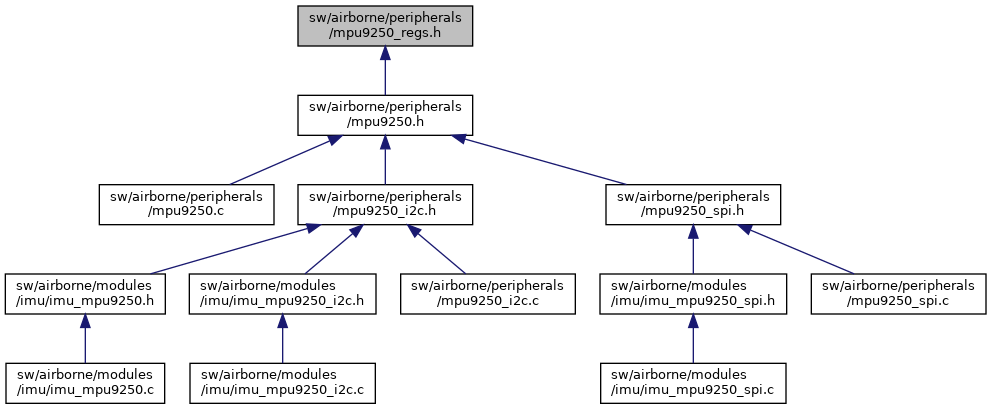 sw/airborne/peripherals
/mpu9250_regs.h
sw/airborne/peripherals
/mpu9250.h
sw/airborne/peripherals
/mpu9250.c
sw/airborne/peripherals
/mpu9250_i2c.h
sw/airborne/peripherals
/mpu9250_spi.h
sw/airborne/modules
/imu/imu_mpu9250.h
sw/airborne/modules
/imu/imu_mpu9250_i2c.h
sw/airborne/peripherals
/mpu9250_i2c.c
sw/airborne/modules
/imu/imu_mpu9250_spi.h
sw/airborne/peripherals
/mpu9250_spi.c
sw/airborne/modules
/imu/imu_mpu9250.c
sw/airborne/modules
/imu/imu_mpu9250_i2c.c
sw/airborne/modules
/imu/imu_mpu9250_spi.c